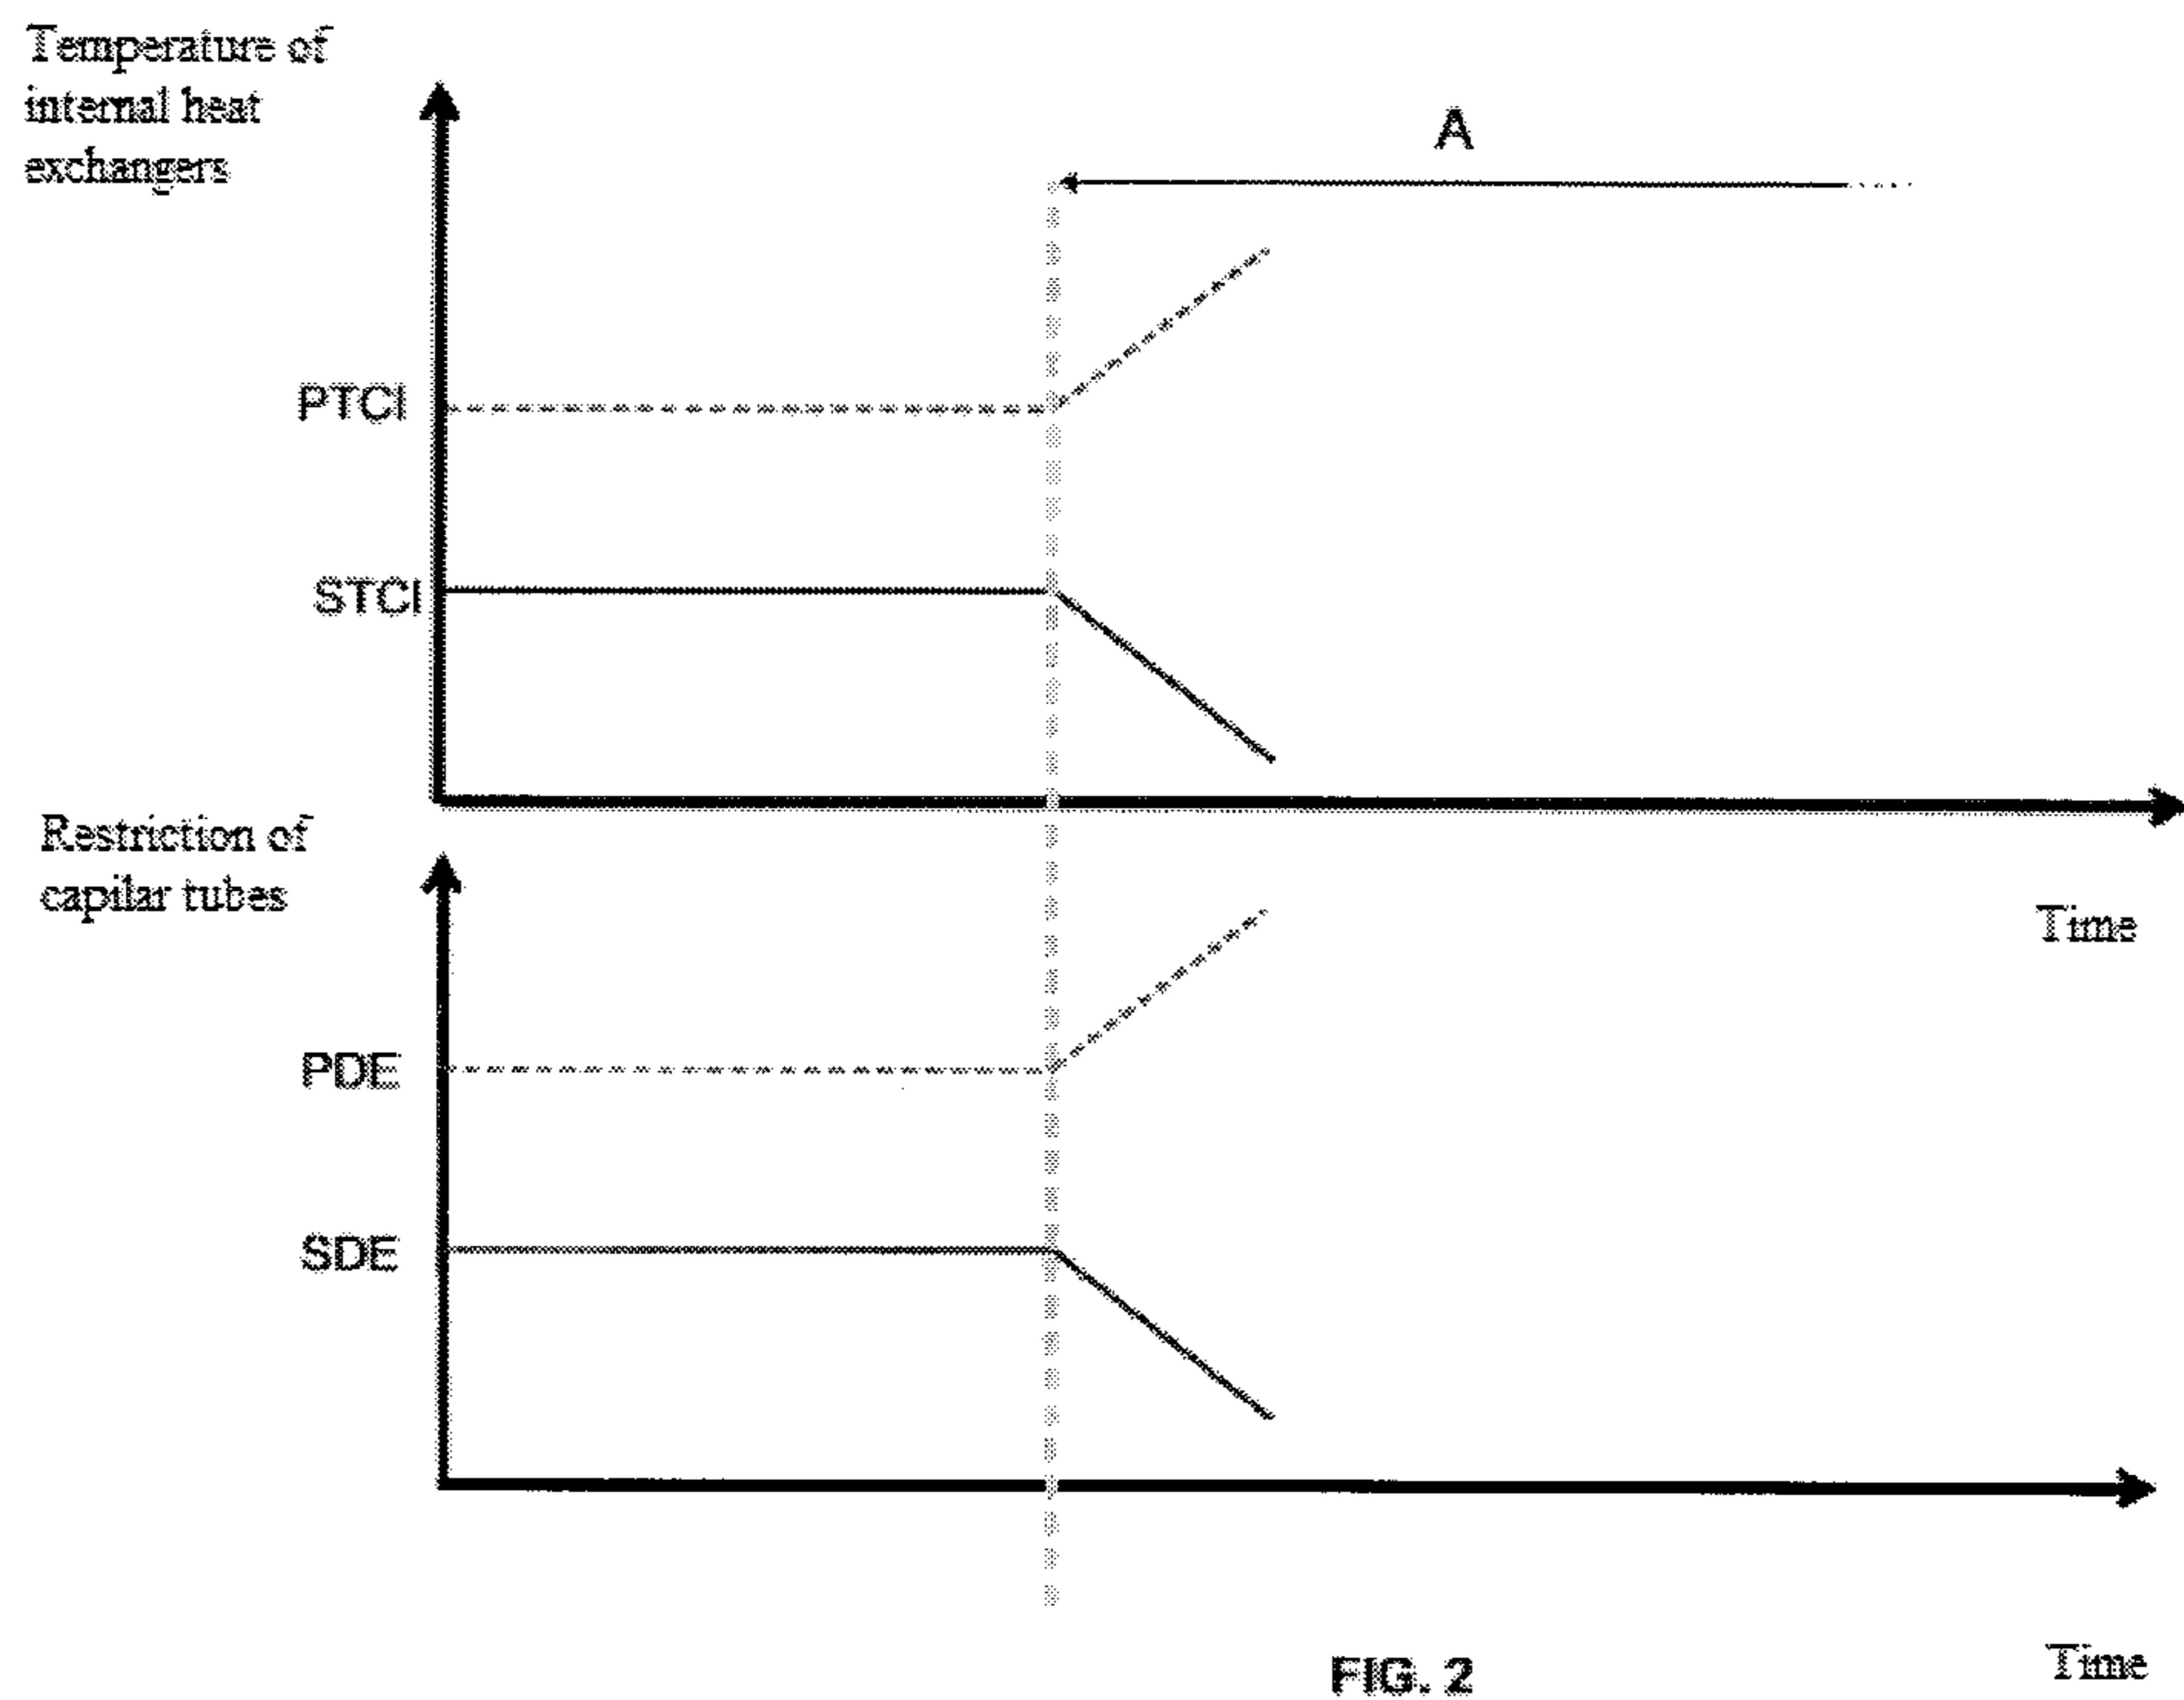 Temperature of
internal heat
exchangers
A
PTCI
STCI
Restriction of
capilar tubes
Time
PDE
SDE
Time
FIG. 2